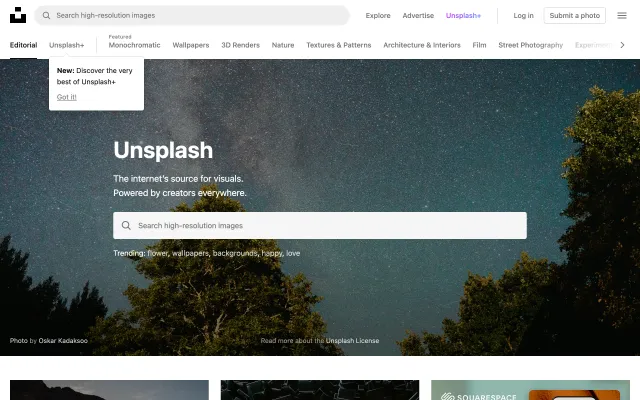 Search high-resolution images
Explore
Advertise
Unsplash+
Log in
Submit a photo
Editorial
Unsplash+
Featured
Monochromatic
Wallpapers
3D Renders
Nature
Textures & Patterns
Architecture & Interiors
Film
Street Photography
New: Discover the very
best of Unsplash+
Got it!
Unsplash
The internet's source for visuals.
Powered by creators everywhere.
Search high-resolution images
Trending: flower, wallpapers, backgrounds, happy, love
Photo by Oskar Kadaksoo
Read more about the Unsplash License
SQUARESPACE